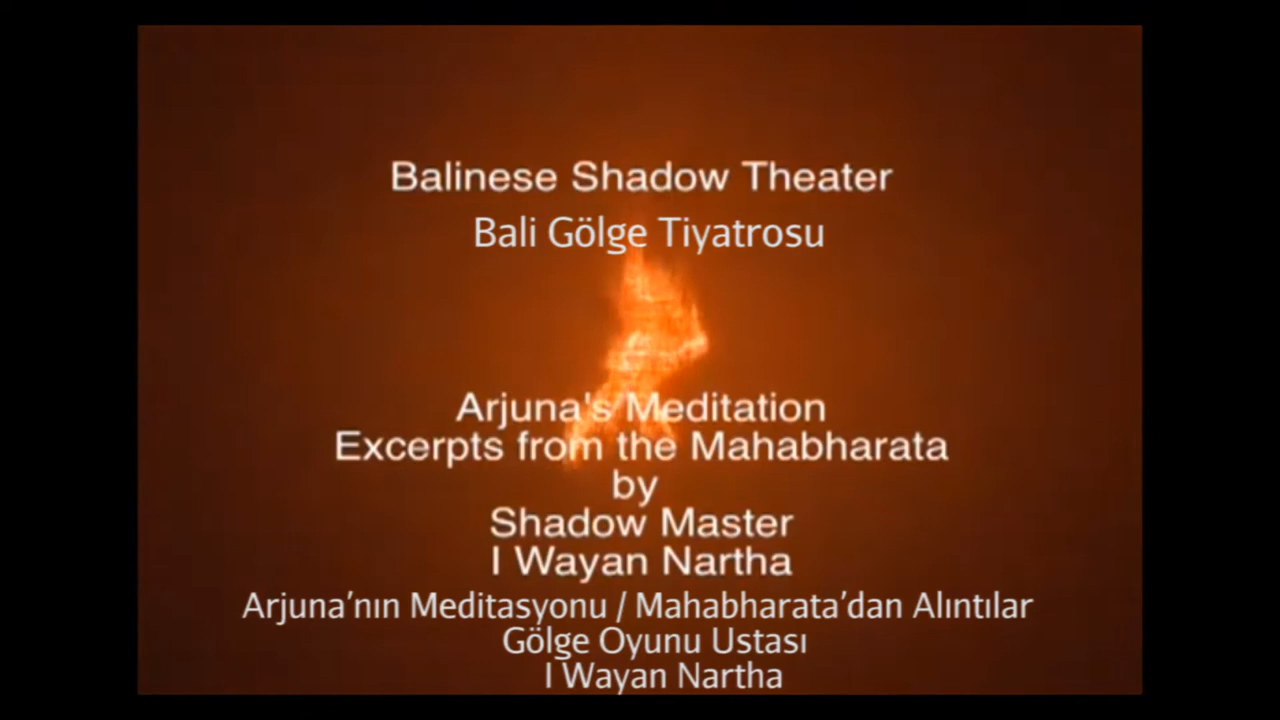 Balinese Shadow Theater
Bali Gölge Tiyatrosu
Arjuna's Meditation
Excerpts from the Mahabharata
by
Shadow Master
I Wayan Nartha
Arjuna’nın Meditasyonu / Mahabharata’dan Alıntılar
Gölge Oyunu Ustası
I Wayan Nartha